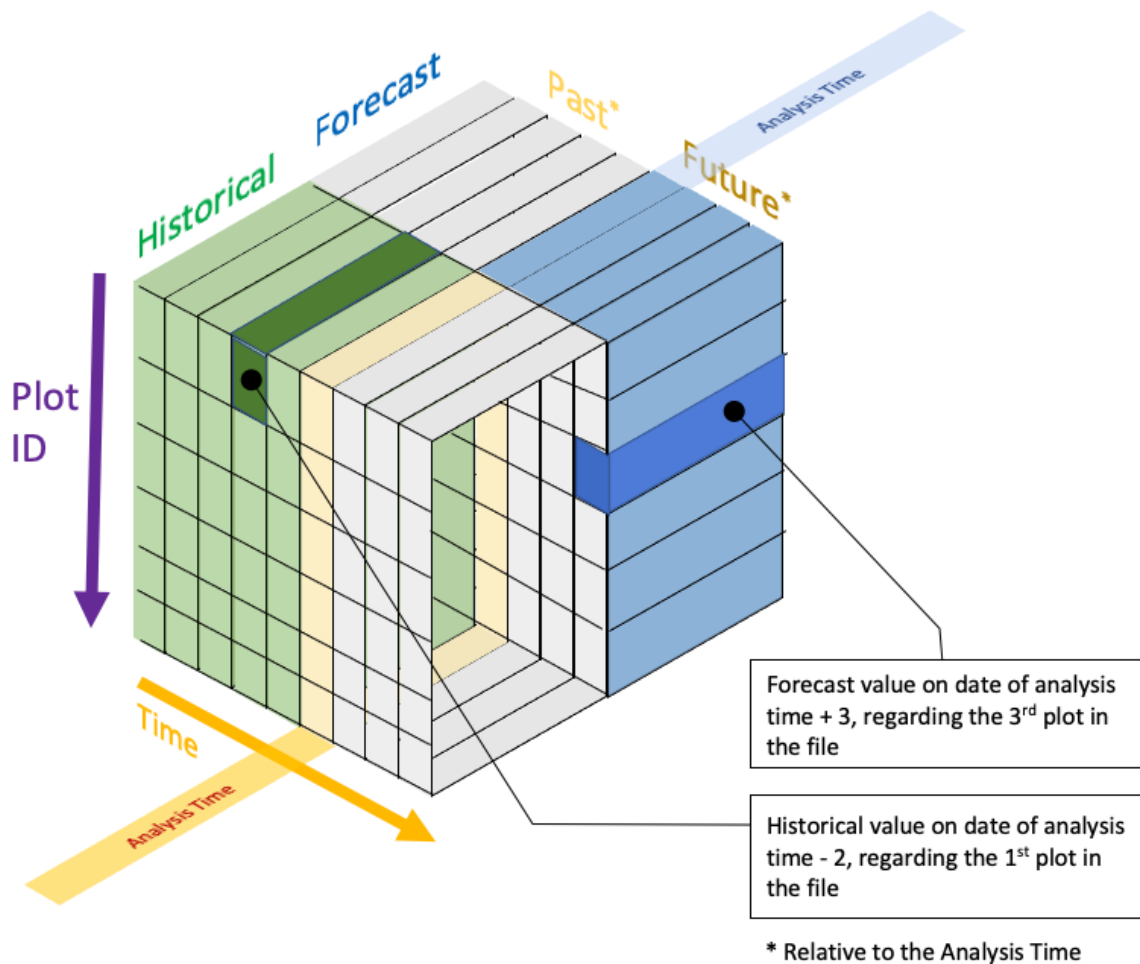 Analysis Time
Forecast
Past*
Historical
Future*
Plot
ID
Time
Analysis Time
Forecast value on date of analysis
time + 3, regarding the 3rd plot in
the file
Historical value on date of analysis
time - 2, regarding the 1st plot in
the file
* Relative to the Analysis Time